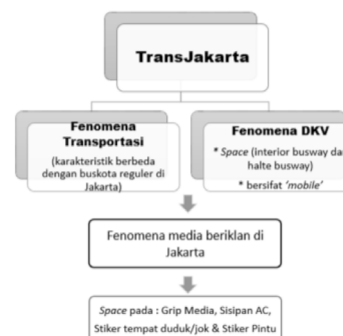 TransJakarta
Fenomena
Transportasi
(karakteristik berbeda
dengan buskota reguler di
Jakarta)
Fenomena DKV
* Space (interior busway da
halte busway)
* bersifat 'mobile'
Fenomena media beriklan di
Jakarta
Space pada : Grip Media, Sisipan AC,
Stiker tempat duduk/jok & Stiker Pintu